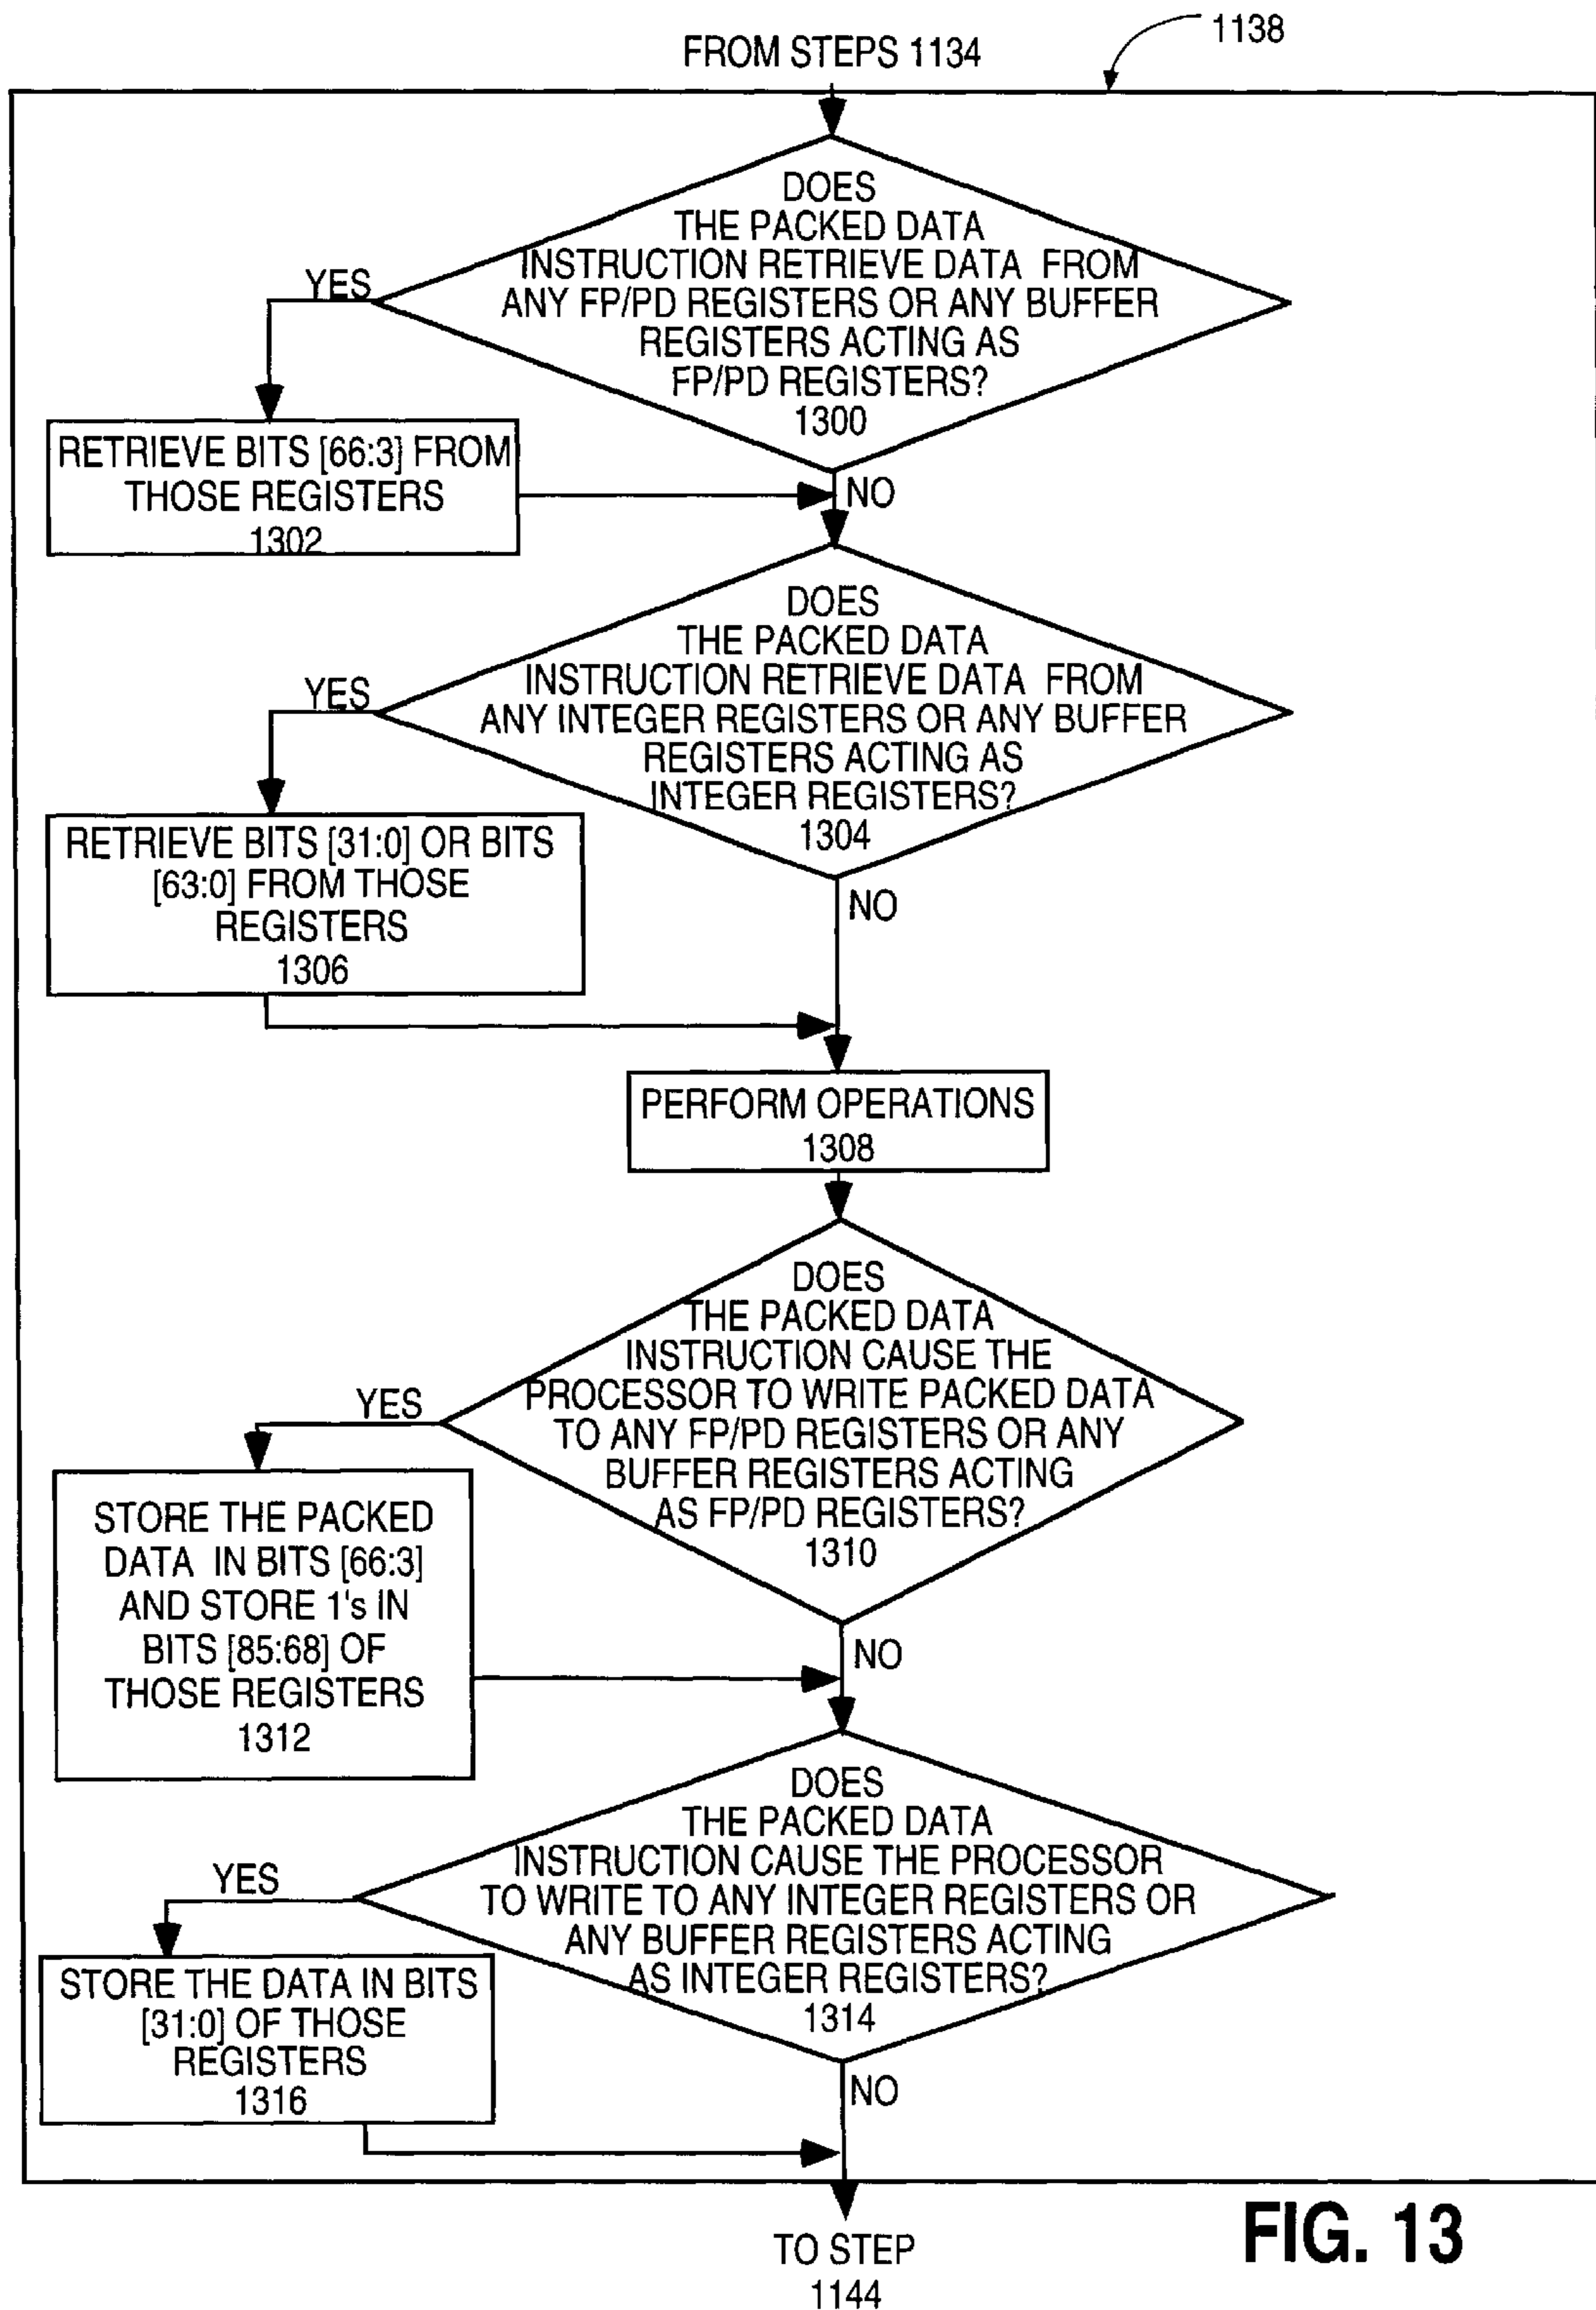 1138
FROM STEPS 1134
DOES
THE PACKED DATA
INSTRUCTION RETRIEVE DATA FROM
ANY FP/PD REGISTERS OR ANY BUFFER
REGISTERS ACTING AS
FP/PD REGISTERS?
1300
YES
RETRIEVE BITS [66:3] FROM
THOSE REGISTERS
1302
NO
DOES
THE PACKED DATA
INSTRUCTION RETRIEVE DATA FROM
ANY INTEGER REGISTERS OR ANY BUFFER
REGISTERS ACTING AS
INTEGER REGISTERS?
1304
YES
RETRIEVE BITS [31:0] OR BITS
[63:0] FROM THOSE
REGISTERS
1306
NO
PERFORM OPERATIONS
1308
DOES
THE PACKED DATA
INSTRUCTION CAUSE THE
PROCESSOR TO WRITE PACKED DATA
TO ANY FP/PD REGISTERS OR ANY
BUFFER REGISTERS ACTING
AS FP/PD REGISTERS?
1310
YES
STORE THE PACKED
DATA IN BITS [66:3]
AND STORE 1's IN
BITS [85:68] OF
THOSE REGISTERS
1312
NO
DOES
THE PACKED DATA
INSTRUCTION CAUSE THE PROCESSOR
TO WRITE TO ANY INTEGER REGISTERS OR
ANY BUFFER REGISTERS ACTING
AS INTEGER REGISTERS?
1314
YES
STORE THE DATA IN BITS
[31:0] OF THOSE
REGISTERS
1316
NO
TO STEP
1144
FIG. 13